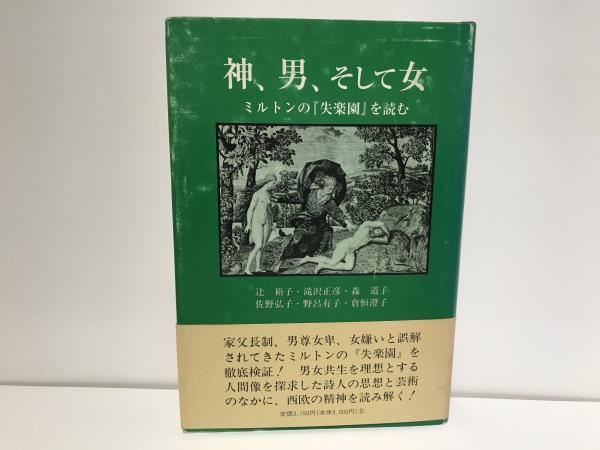 神、男、そして女
ミルトンの『失楽園』を読む
辻　裕子・滝沢正彦・森　道子
佐野弘子・野呂有子・倉恒澄子
家父長制、男尊女卑、女嫌いと誤解
されてきたミルトンの『失楽園』を
徹底検証！　男女共生を理想とする
人間像を探求した詩人の思想と芸術
のなかに、西欧の精神を読み解く！
定価3,150円(本体3,000円)⑤